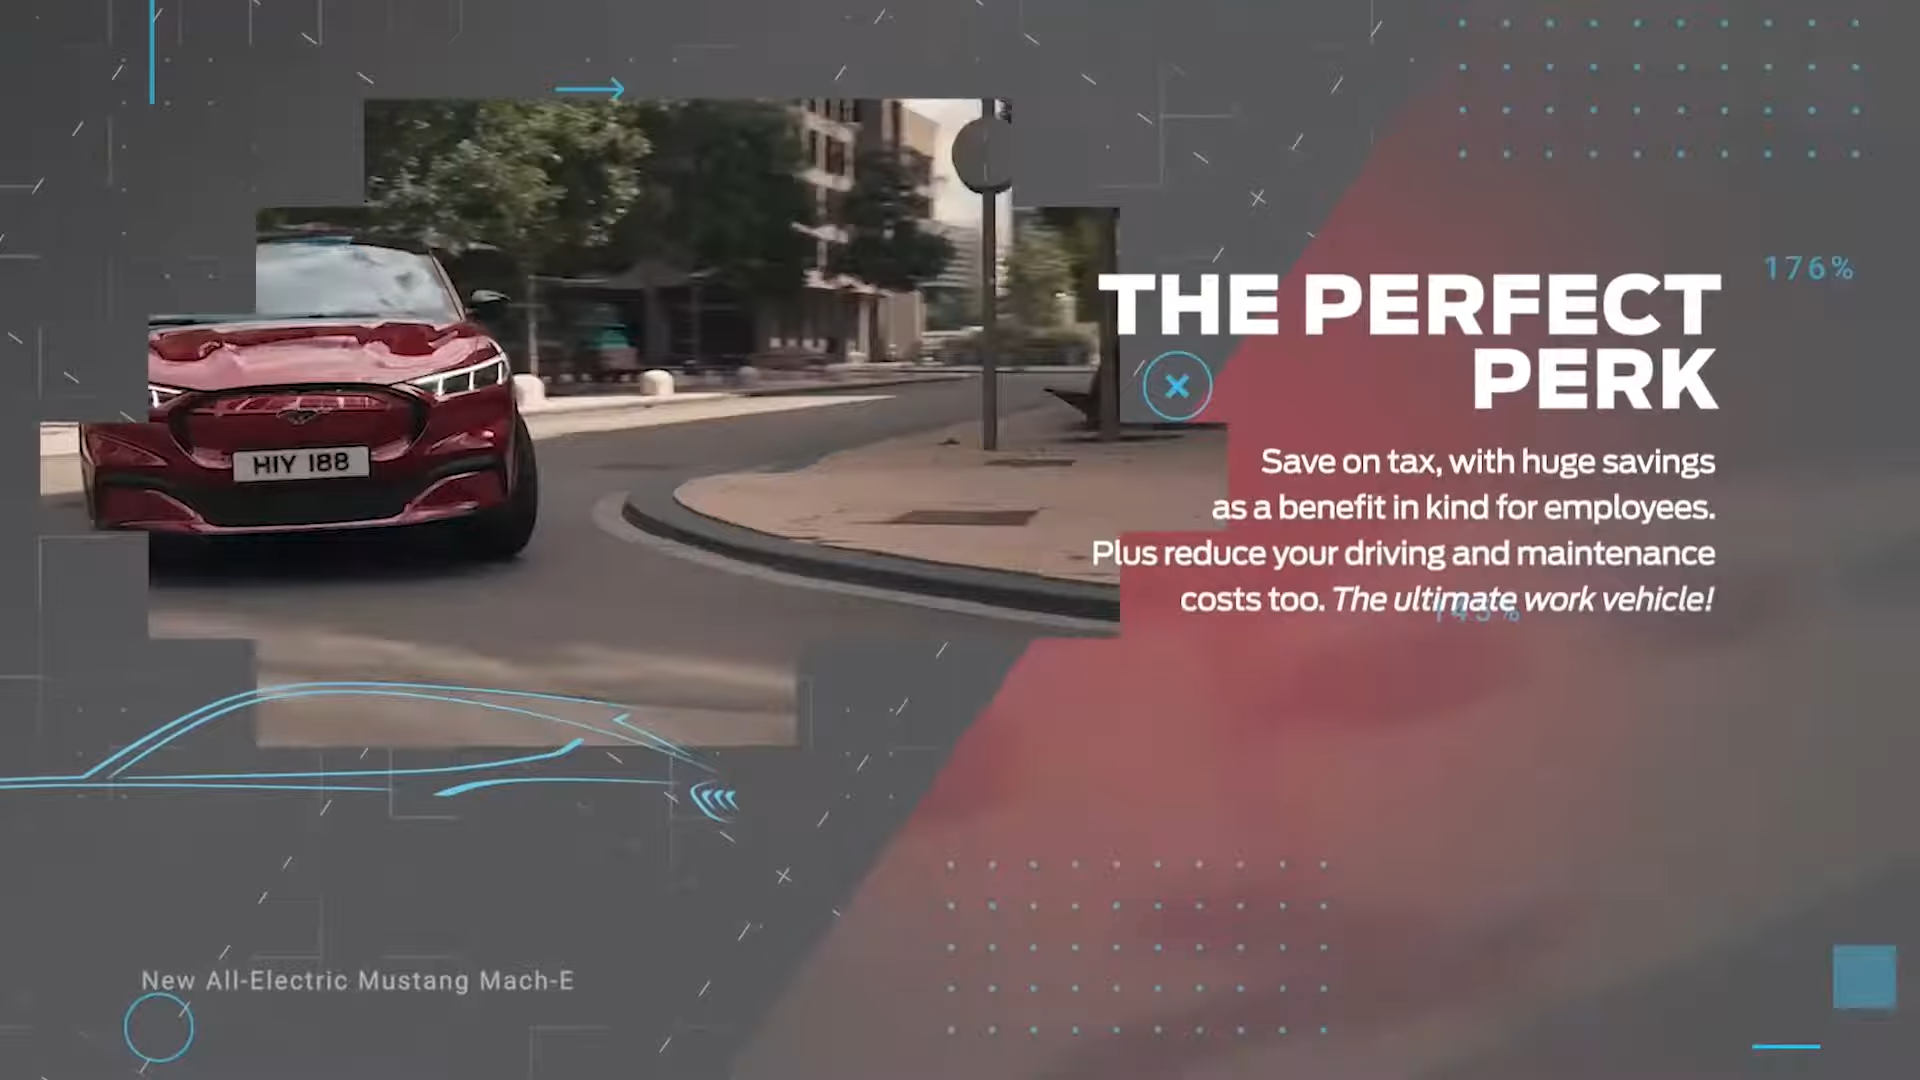 176%
THE PERFECT
PERK
HIY 188
Save on tax, with huge savings
as a benefit in kind for employees.
Plus reduce your driving and maintenance
costs too. The ultimate work vehicle!
New All-Electric Mustang Mach-E